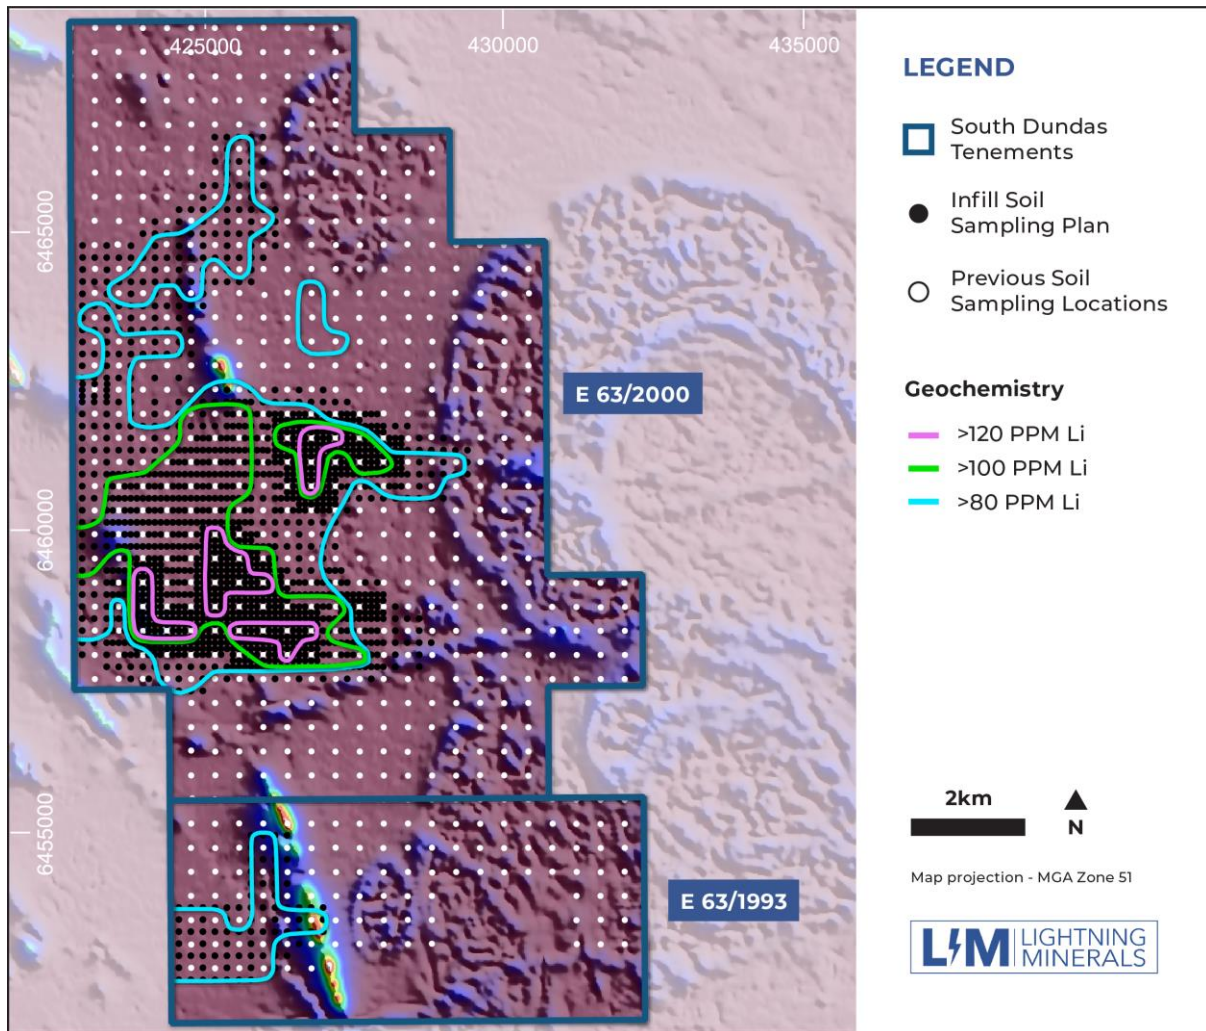 425000
430000
435000
6465000
6460000
6455000
E 63/2000
E 63/1993
LEGEND
South Dundas
Tenements
Infill Soil
Sampling Plan
Previous Soil
Sampling Locations
Geochemistry
>120 PPM Li
>100 PPM Li
>80 PPM Li
2km
N
Map projection - MGA Zone 51
LM LIGHTNING
MINERALS